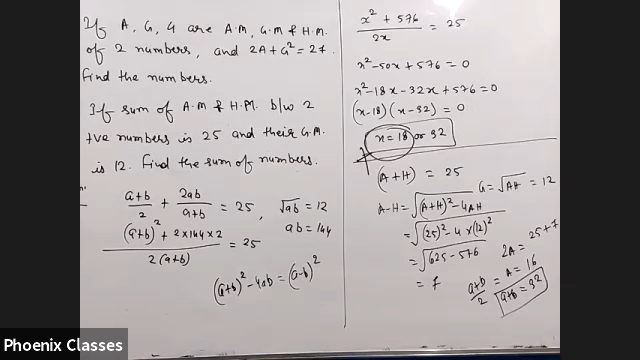 If A, G, 4 are A.M, G.M & H.M.
of 2 numbers, and 2A+G²=27.
find the numbers.
If sum of A.M & H.M. b/w 2
+ve numbers is 25 and their G.M.
is 12. Find the sum of numbers.
(a+b)/2 + 2ab/(a+b) = 25, √ab = 12
((a+b)² + 2×144×2)/(2(a+b)) = 25
ab = 144
(a+b)² - 4ab = (a-b)²
(x² + 576)/(2x) = 25
x² - 50x + 576 = 0
x² - 18x - 32x + 576 = 0
(x-18)(x-32) = 0
x = 18 or 32
(A+H) = 25
G = √AH = 12
A-H = √((A+H)² - 4AH)
= √((25)² - 4×(12)²)
= √(625 - 576)
= 7
2A = 25+7
(a+b)/2 = A = 16
a+b = 32
Phoenix Classes